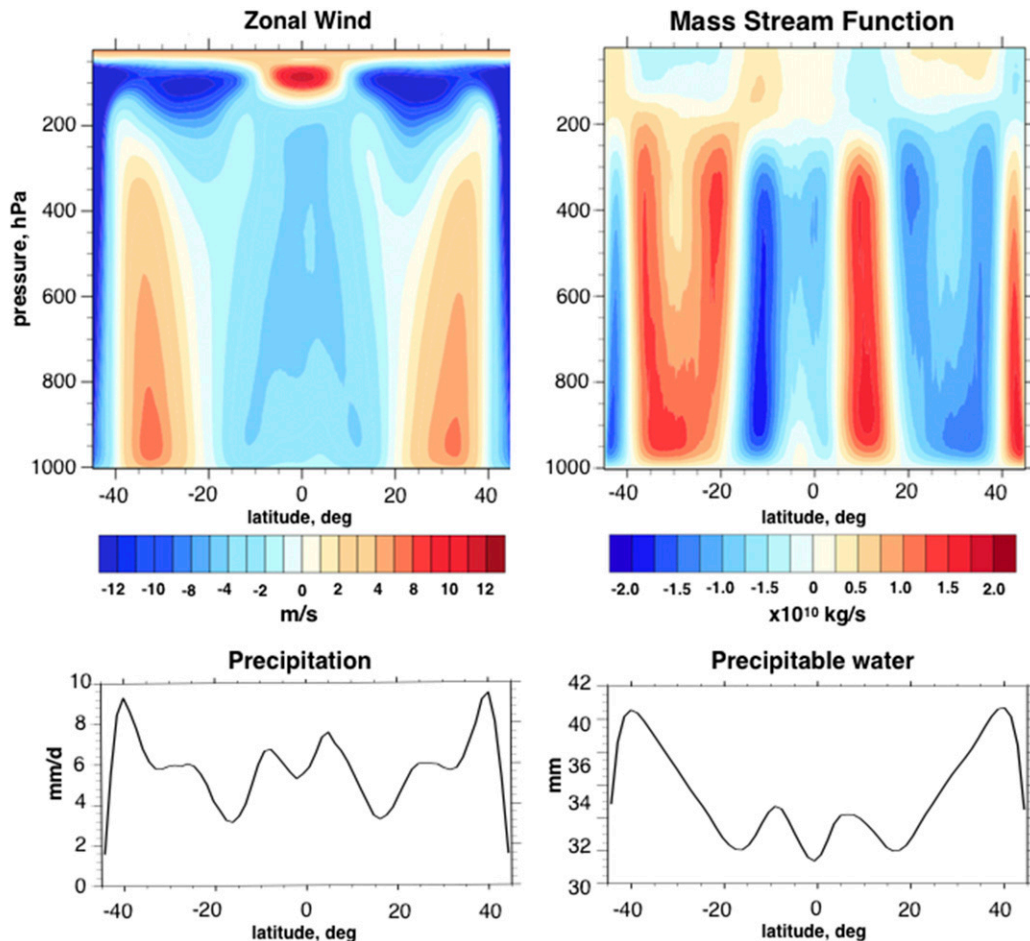 Zonal Wind
Mass Stream Function
pressure, hPa
200
400
600
800
1000
-40 -20 0 20 40
latitude, deg
-12 -10 -8 -4 -2 0 2 4 8 10 12
m/s
200
400
600
800
1000
-40 -20 0 20 40
latitude, deg
-2.0 -1.5 -1.0 -1.5 0 0.5 1.0 1.5 2.0
x10¹⁰ kg/s
Precipitation
mm/d
10
8
6
4
2
0
-40 -20 0 20 40
latitude, deg
Precipitable water
mm
42
40
36
34
32
30
-40 -20 0 20 40
latitude, deg